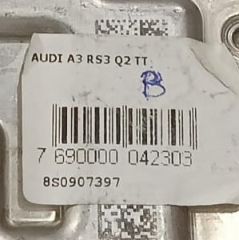 AUDI A3 RS3 Q2 TT
B
7 690000 042303
8S0907397